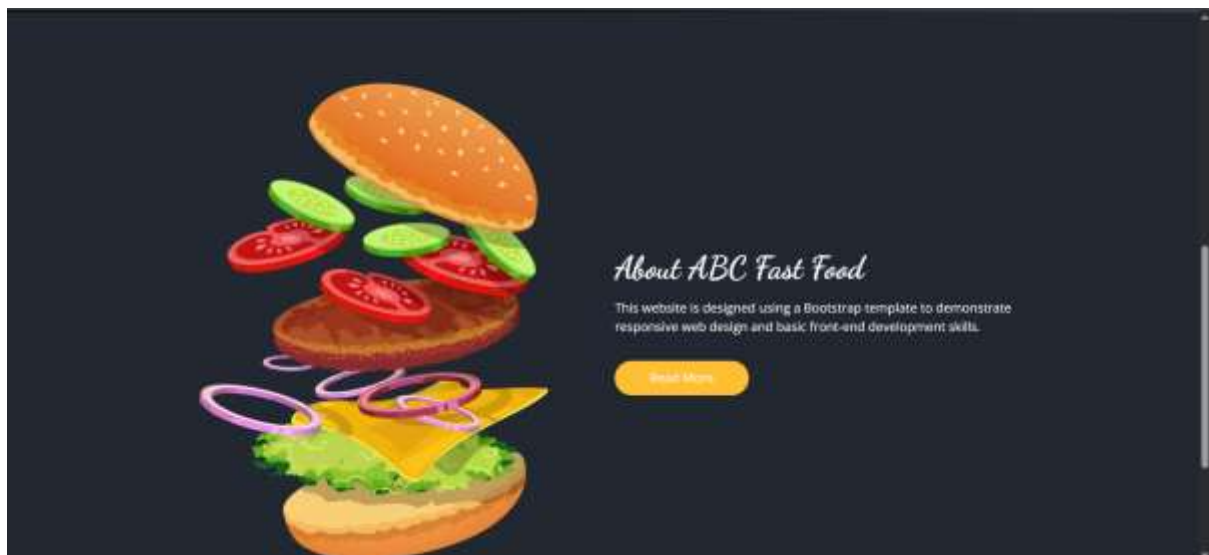 About ABC Fast Food
This website is designed using a Bootstrap template to demonstrate
responsive web design and basic front-end development skills.
Read More